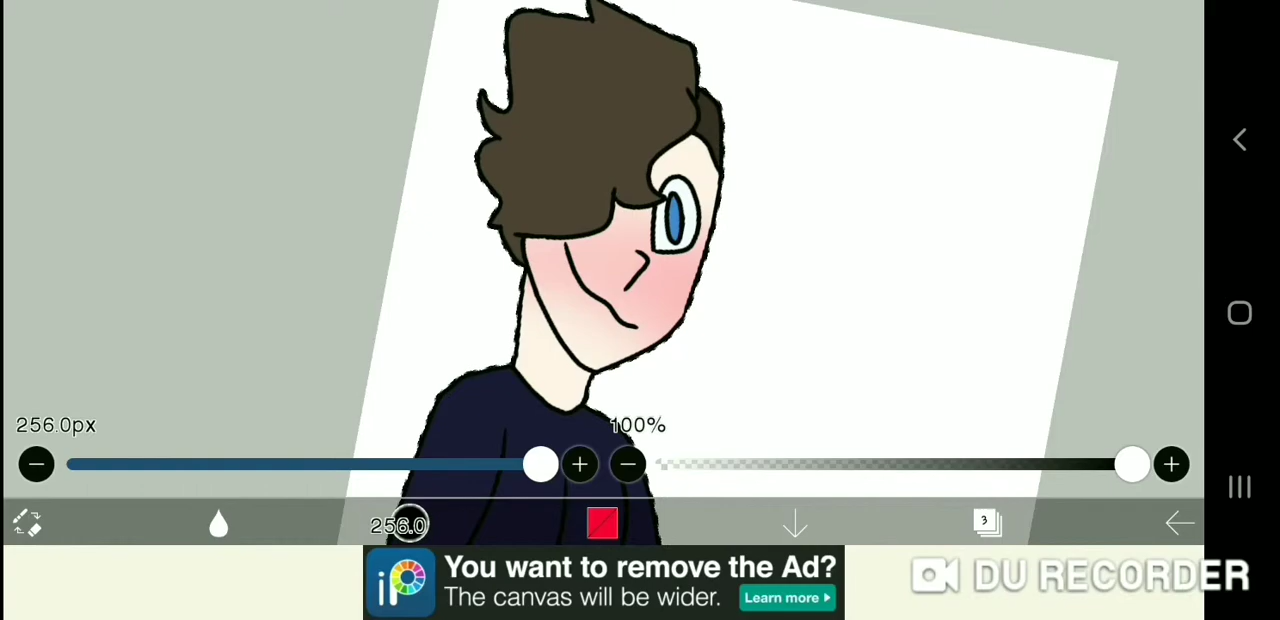 256.0px
100%
256.0
3
You want to remove the Ad?
The canvas will be wider.
Learn more
iP
DU RECORDER